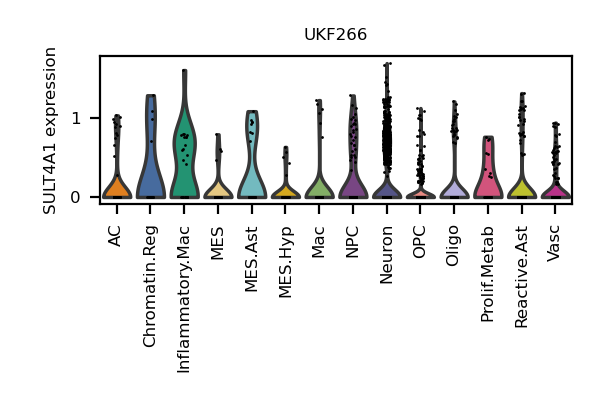 UKF266
SULT4A1 expression
1
0
AC
Chromatin.Reg
Inflammatory.Mac
MES
MES.Ast
MES.Hyp
Mac
NPC
Neuron
OPC
Oligo
Prolif.Metab
Reactive.Ast
Vasc